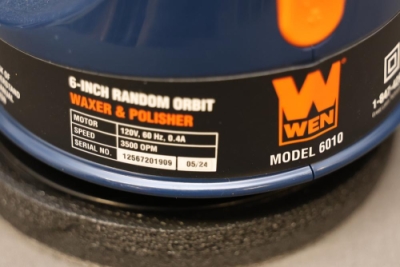 6-INCH RANDOM ORBIT
WAXER & POLISHER
MOTOR 120V, 60 Hz, 0.4A
SPEED 3500 OPM
SERIAL NO. 12567201909 05/24
WEN
MODEL 6010